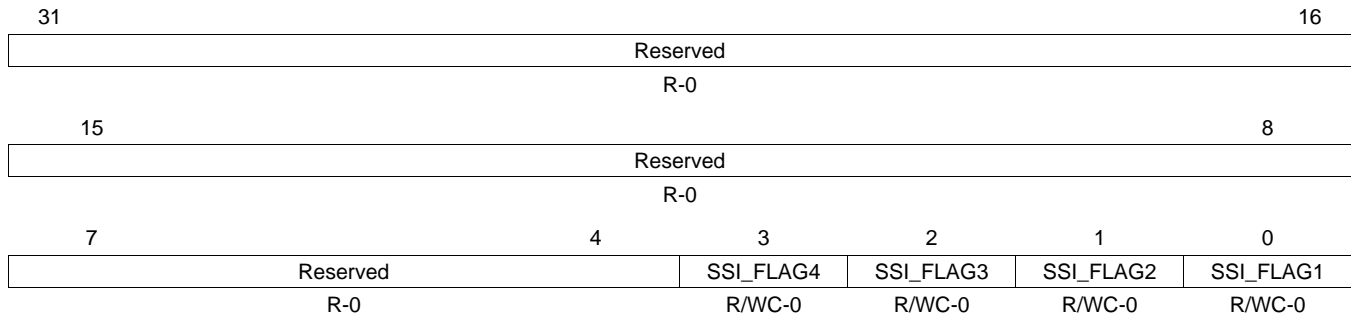 31 16
Reserved
R-0
15 8
Reserved
R-0
7 4 3 2 1 0
Reserved SSI_FLAG4 SSI_FLAG3 SSI_FLAG2 SSI_FLAG1
R-0 R/WC-0 R/WC-0 R/WC-0 R/WC-0